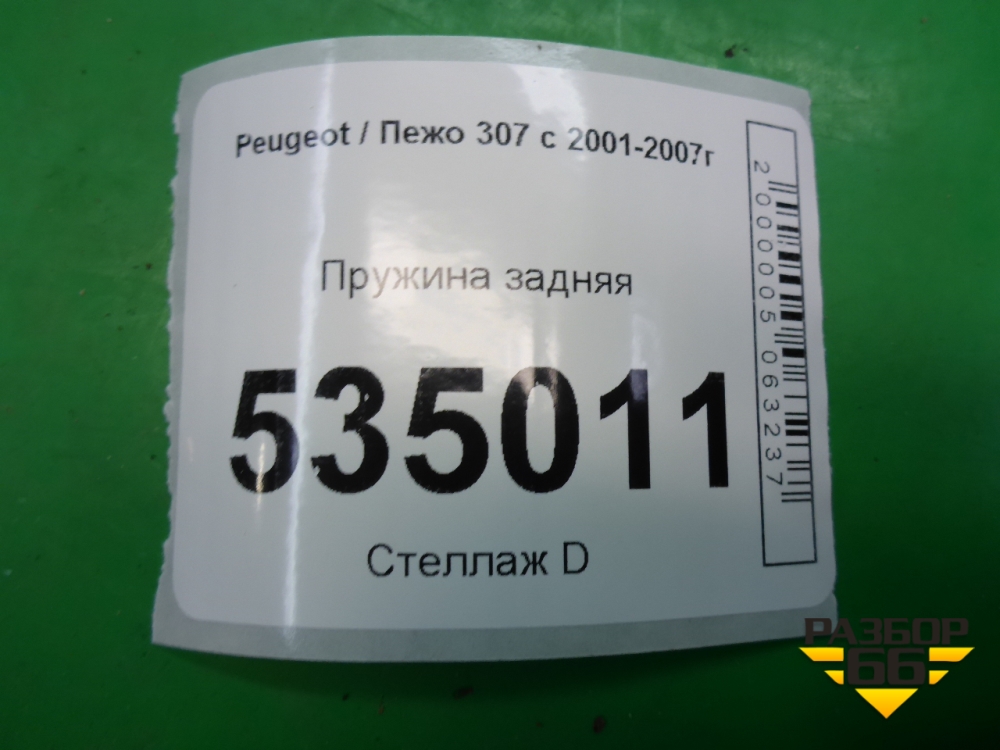 Peugeot / Пежо 307 с 2001-2007г
Пружина задняя
535011
Стеллаж D
2000005063237
РАЗБОР
66